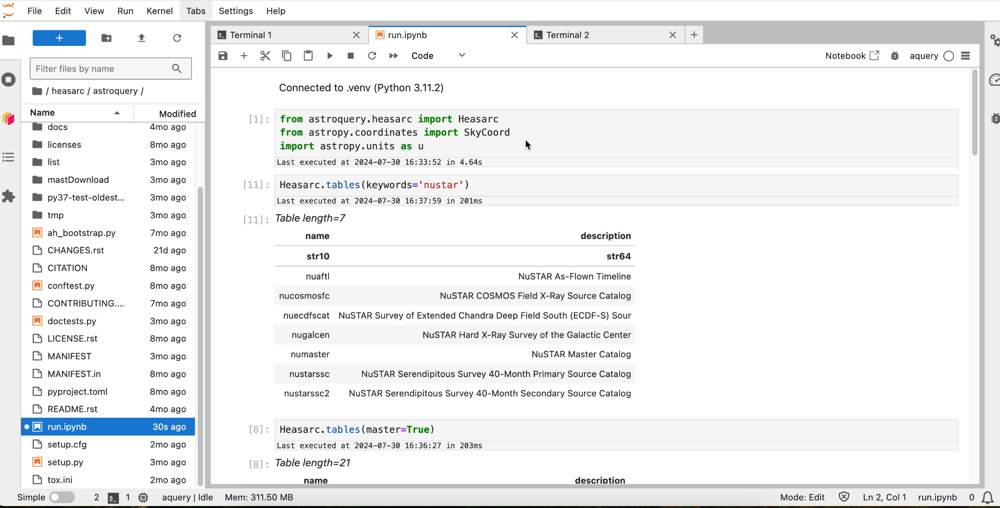 File Edit View Run Kernel Tabs Settings Help
+
Filter files by name
/ heasarc / astroquery /
Name Modified
docs 4mo ago
licenses 8mo ago
list 3mo ago
mastDownload 3mo ago
py37-test-oldest... 3mo ago
tmp 3mo ago
ah_bootstrap.py 7mo ago
CHANGES.rst 21d ago
CITATION 8mo ago
conftest.py 8mo ago
CONTRIBUTING.... 7mo ago
doctests.py 3mo ago
LICENSE.rst 8mo ago
MANIFEST 3mo ago
MANIFEST.in 8mo ago
pyproject.toml 8mo ago
README.rst 4mo ago
run.ipynb 30s ago
setup.cfg 2mo ago
setup.py 3mo ago
tox.ini 2mo ago
Terminal 1 run.ipynb Terminal 2
Code Notebook aquery
Connected to .venv (Python 3.11.2)
[1]: from astroquery.heasarc import Heasarc
from astropy.coordinates import SkyCoord
import astropy.units as u
Last executed at 2024-07-30 16:33:52 in 4.64s
[11]: Heasarc.tables(keywords='nustar')
Last executed at 2024-07-30 16:37:59 in 201ms
[11]: Table length=7
name description
str10 str64
nuaftl NuSTAR As-Flown Timeline
nucosmosfc NuSTAR COSMOS Field X-Ray Source Catalog
nuecdfscat NuSTAR Survey of Extended Chandra Deep Field South (ECDF-S) Sour
nugalcen NuSTAR Hard X-Ray Survey of the Galactic Center
numaster NuSTAR Master Catalog
nustarssc NuSTAR Serendipitous Survey 40-Month Primary Source Catalog
nustarssc2 NuSTAR Serendipitous Survey 40-Month Secondary Source Catalog
[8]: Heasarc.tables(master=True)
Last executed at 2024-07-30 16:36:27 in 203ms
[8]: Table length=21
name description
Simple 2 $_ 1 aquery | Idle Mem: 311.50 MB Mode: Edit Ln 2, Col 1 run.ipynb 0